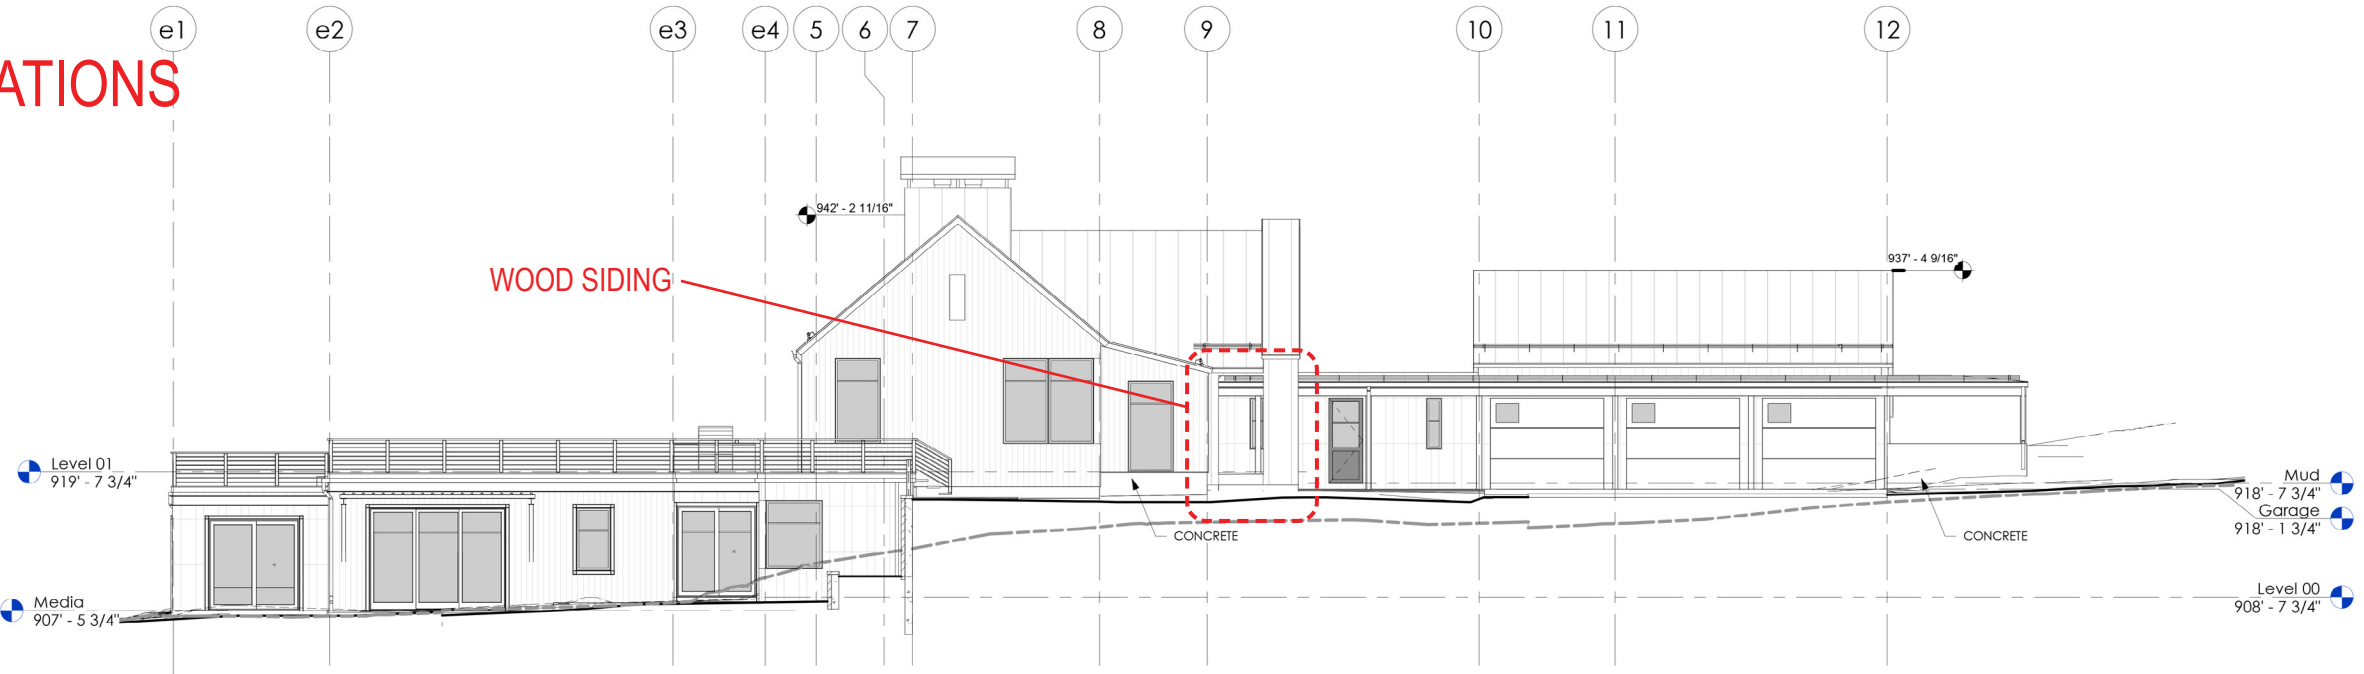 e1 e2 e3 e4 5 6 7 8 9 10 11 12
ATIONS
942' - 2 11/16"
937' - 4 9/16"
WOOD SIDING
Level 01
919' - 7 3/4"
Mud
918' - 7 3/4"
Garage
918' - 1 3/4"
CONCRETE
CONCRETE
Media
907' - 5 3/4"
Level 00
908' - 7 3/4"